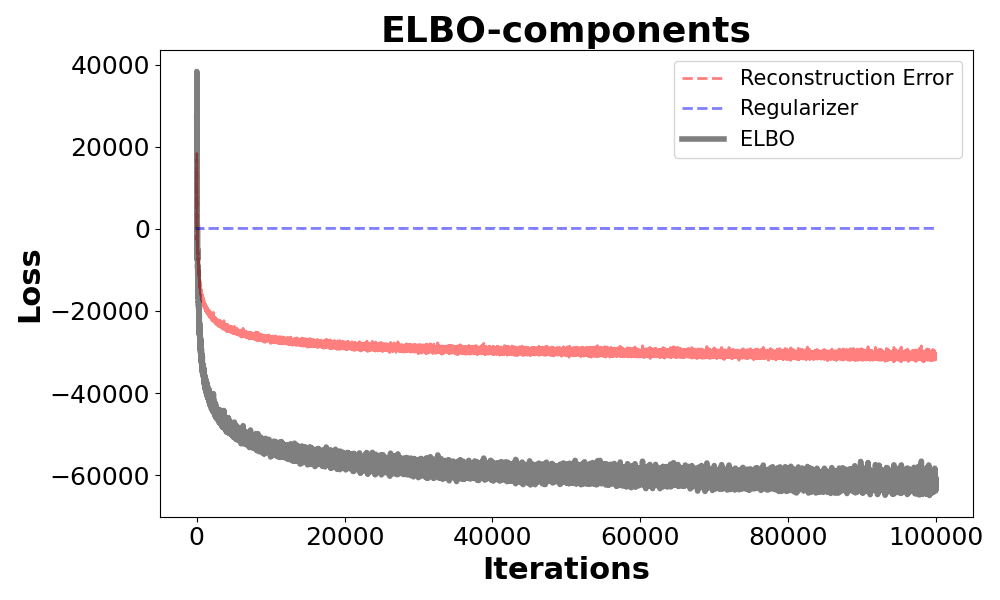 ELBO-components
Loss
40000
20000
0
−20000
−40000
−60000
Reconstruction Error
Regularizer
ELBO
0 20000 40000 60000 80000 100000
Iterations